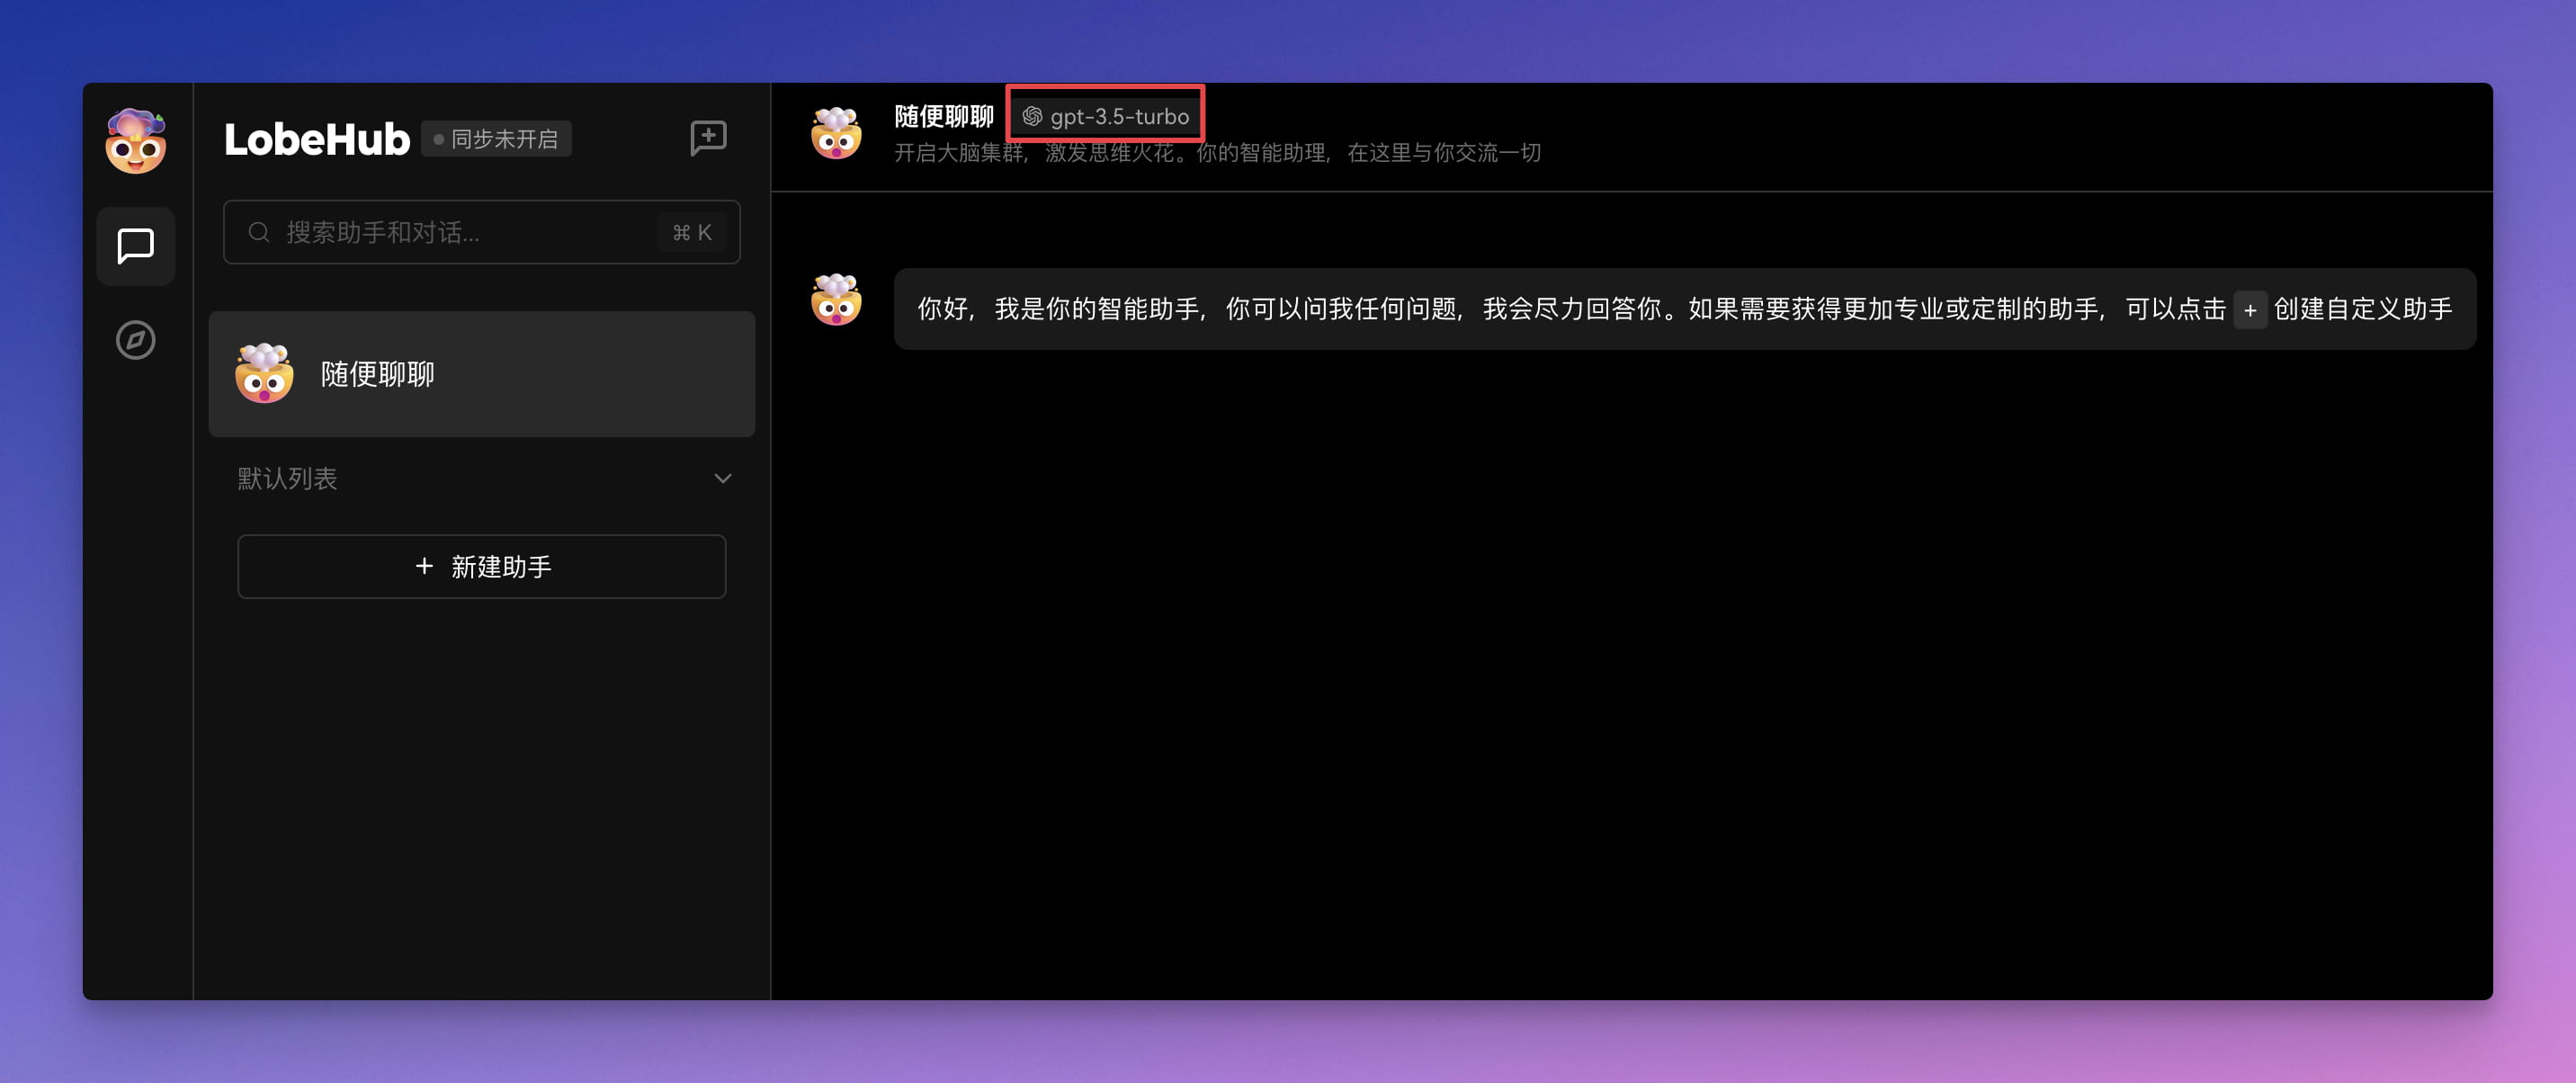 LobeHub 同步未开启
搜索助手和对话... ⌘ K
随便聊聊
默认列表
+ 新建助手
随便聊聊 gpt-3.5-turbo
开启大脑集群，激发思维火花。你的智能助理，在这里与你交流一切
你好，我是你的智能助手，你可以问我任何问题，我会尽力回答你。如果需要获得更加专业或定制的助手，可以点击 + 创建自定义助手